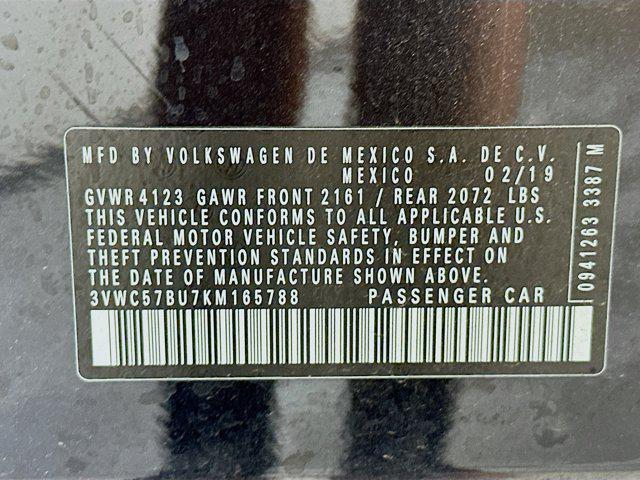 MFD BY VOLKSWAGEN DE MEXICO S.A. DE C.V.
MEXICO 02/19
GVWR 4123 GAWR FRONT 2161 / REAR 2072 LBS
THIS VEHICLE CONFORMS TO ALL APPLICABLE U.S.
FEDERAL MOTOR VEHICLE SAFETY, BUMPER AND
THEFT PREVENTION STANDARDS IN EFFECT ON
THE DATE OF MANUFACTURE SHOWN ABOVE.
3VWC57BU7KM165788 PASSENGER CAR
0941263 3387 M